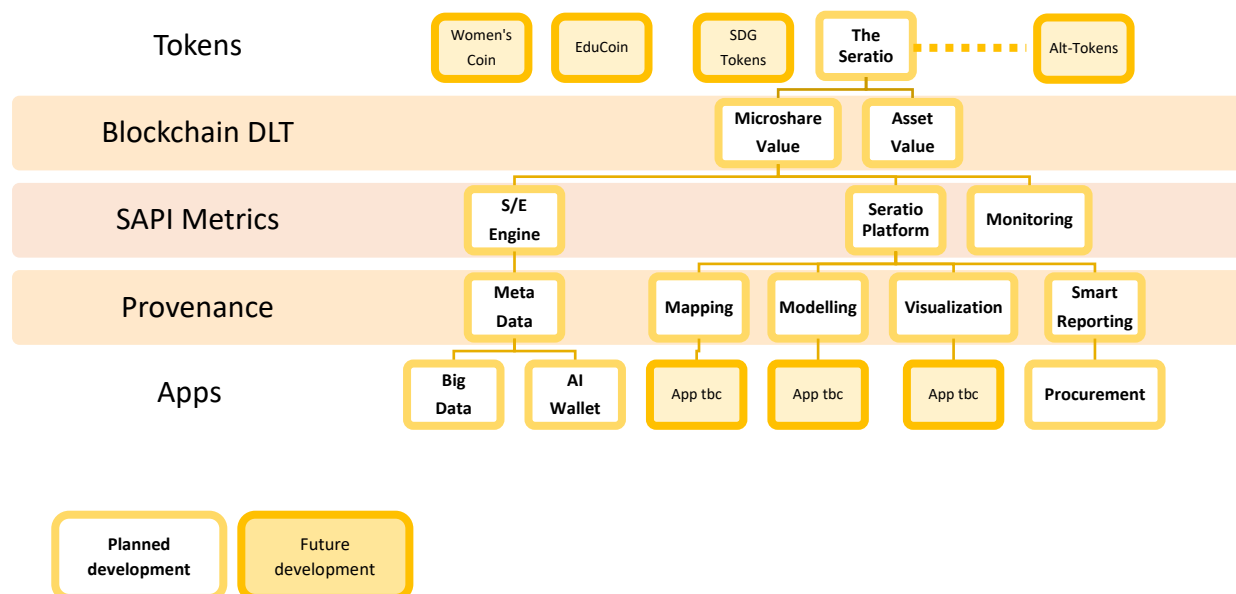 Tokens
Women's
Coin
EduCoin
SDG
Tokens
The
Seratio
Alt-Tokens
Blockchain DLT
Microshare
Value
Asset
Value
SAPI Metrics
S/E
Engine
Seratio
Platform
Monitoring
Provenance
Meta
Data
Mapping
Modelling
Visualization
Smart
Reporting
Apps
Big
Data
AI
Wallet
App tbc
App tbc
App tbc
Procurement
Planned
development
Future
development